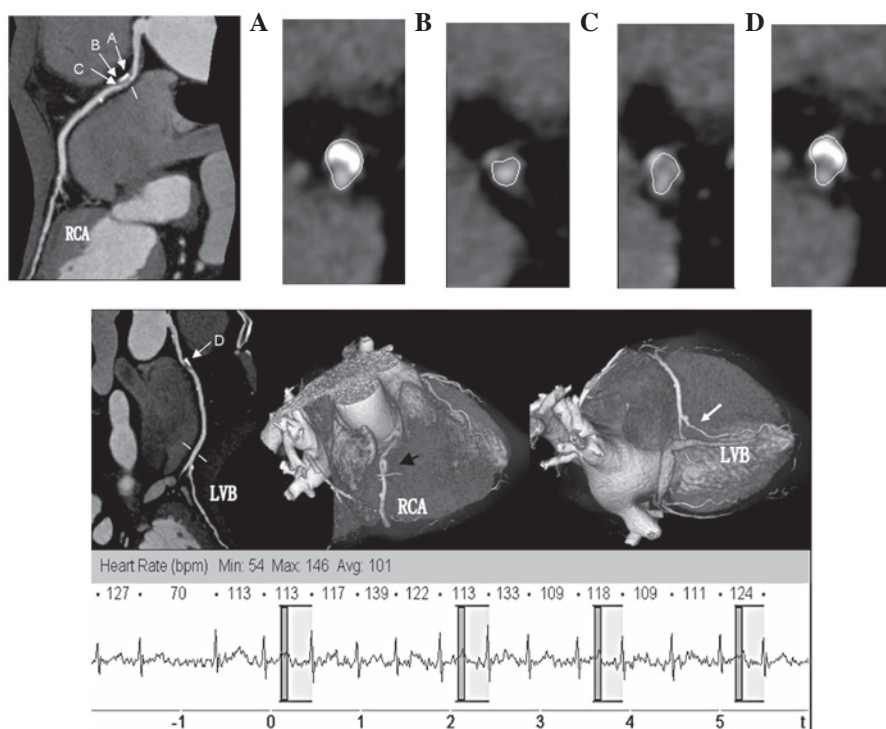 A B C D
A
B
C
RCA
D
LVB
RCA
LVB
Heart Rate (bpm) Min: 54 Max: 146 Avg: 101
127 70 113 113 117 139 122 113 133 109 118 109 111 124
-1 0 1 2 3 4 5 t